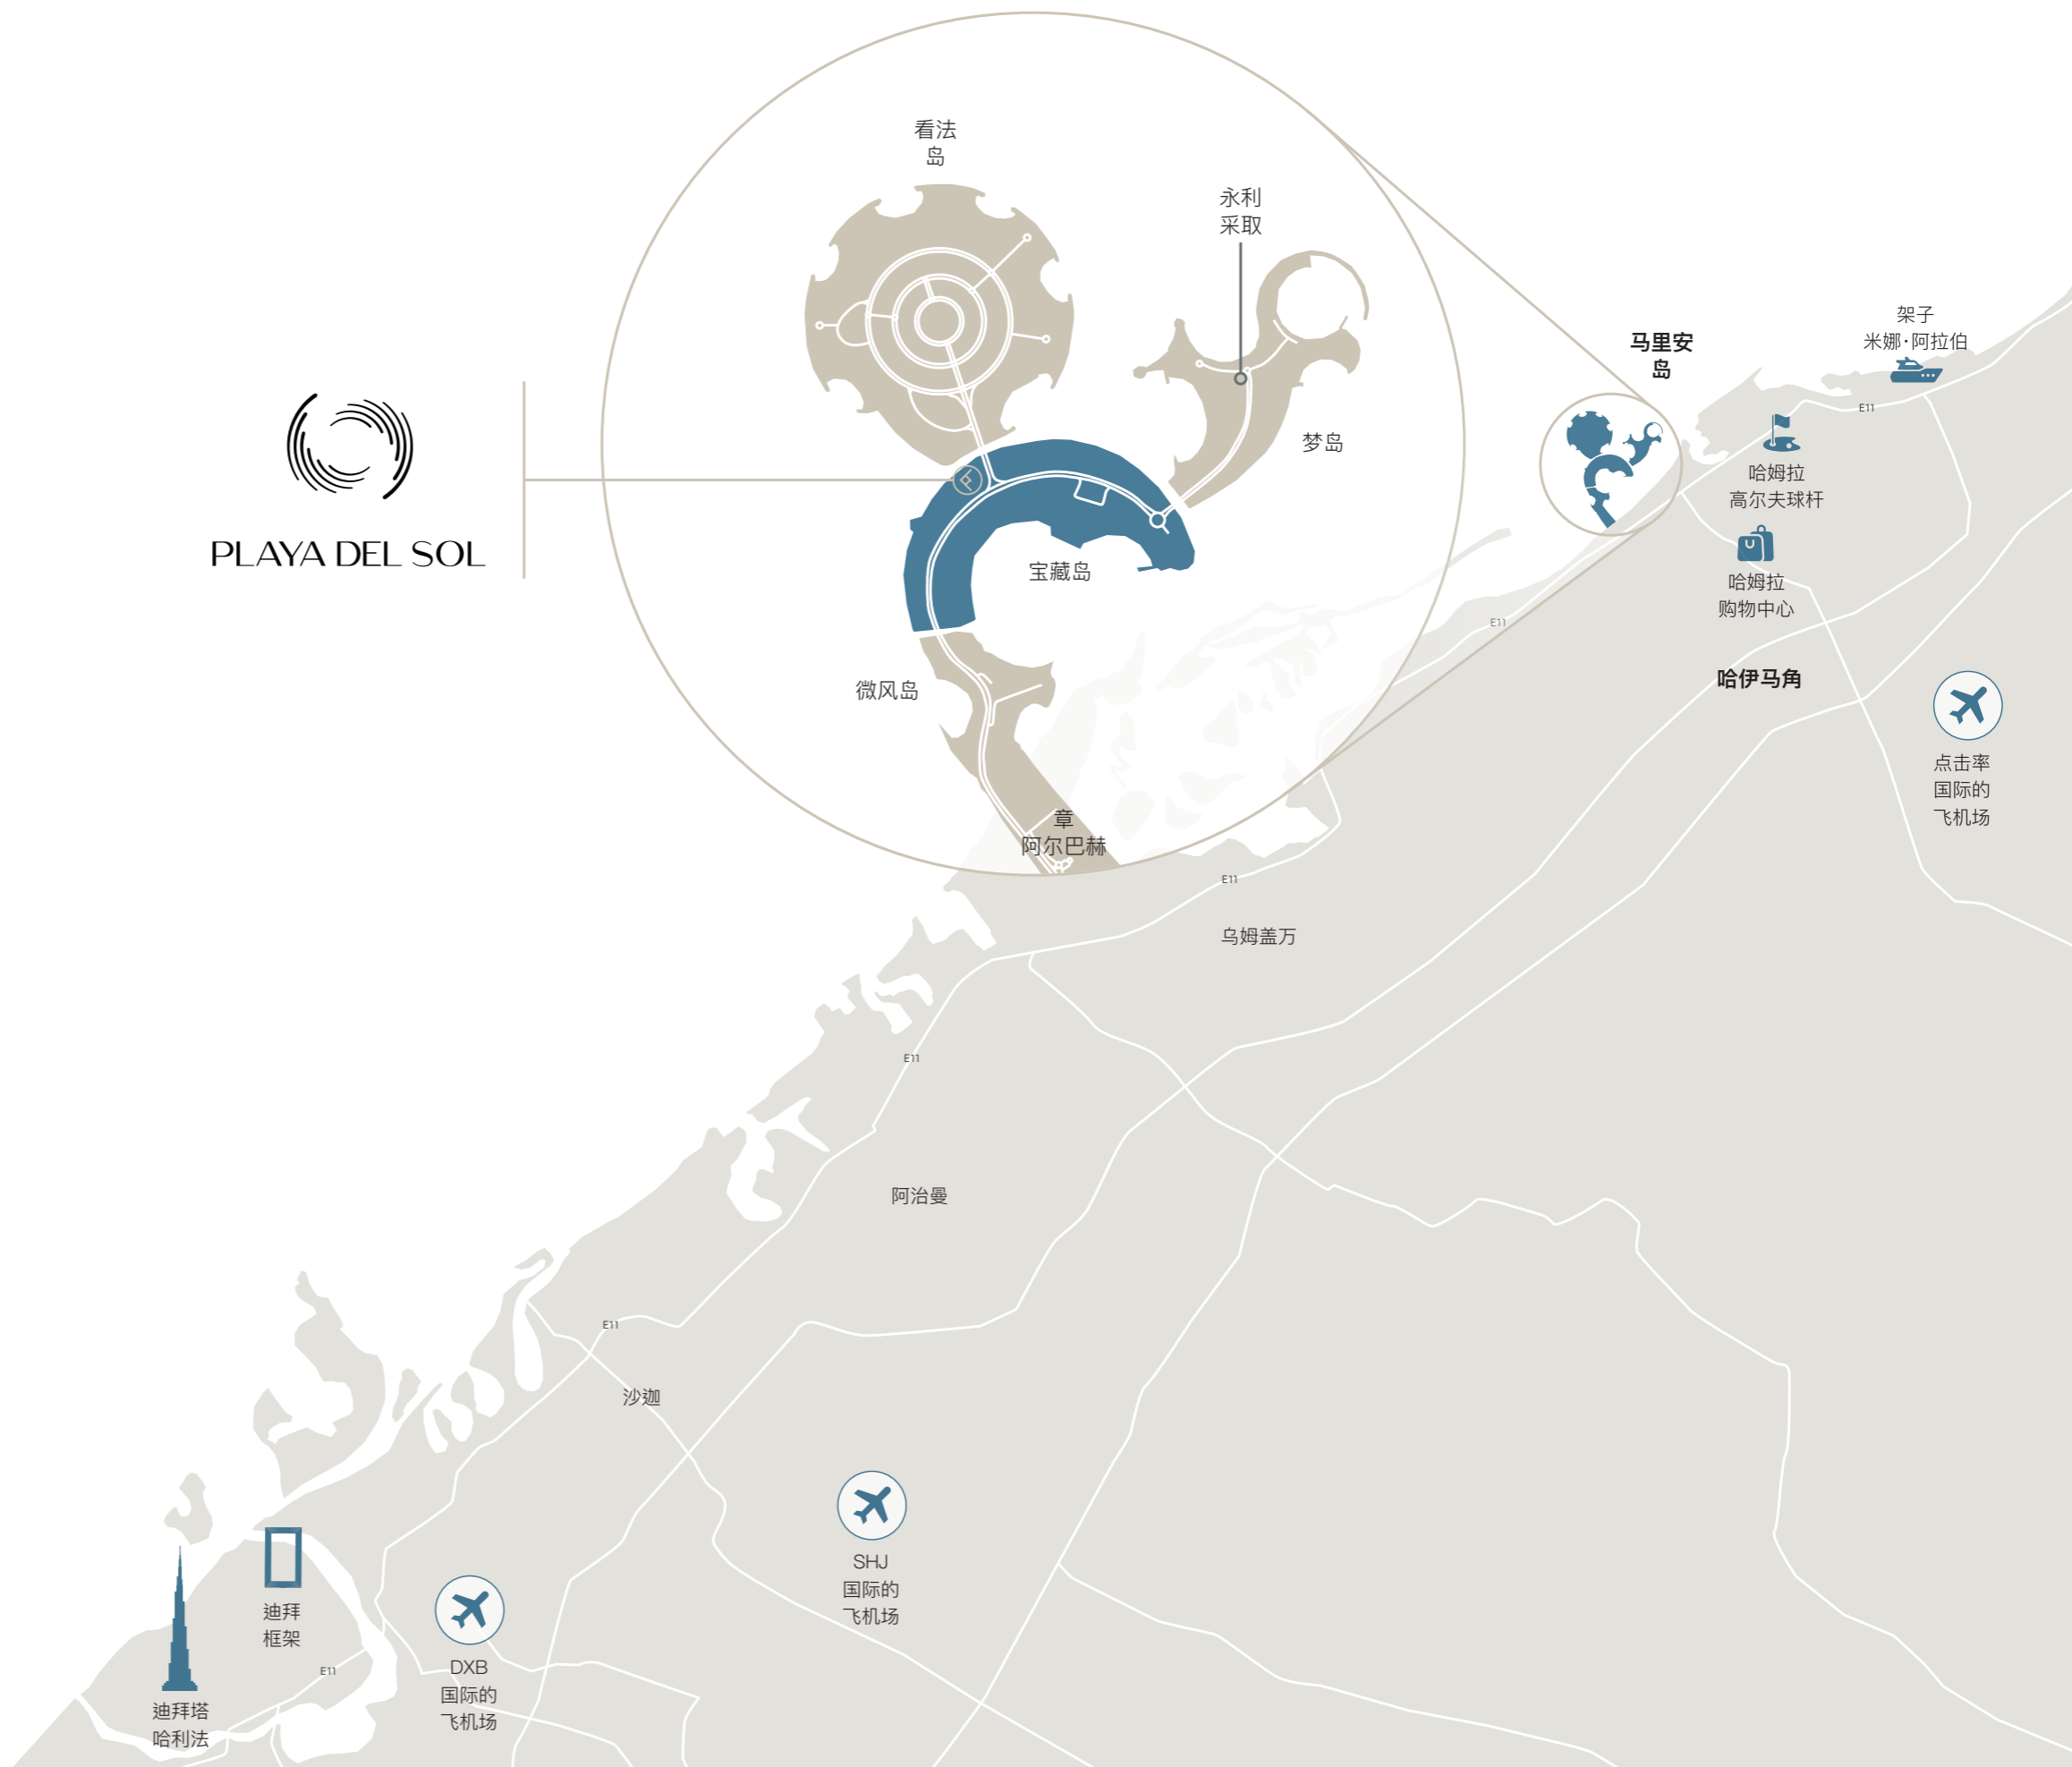 看法
岛
永利
采取
梦岛
宝藏岛
微风岛
章
阿尔巴赫
PLAYA DEL SOL
马里安
岛
架子
米娜·阿拉伯
E11
哈姆拉
高尔夫球杆
哈姆拉
购物中心
E11
哈伊马角
点击率
国际的
飞机场
E11
乌姆盖万
E11
阿治曼
E11
沙迦
SHJ
国际的
飞机场
迪拜
框架
DXB
国际的
飞机场
E11
迪拜塔
哈利法